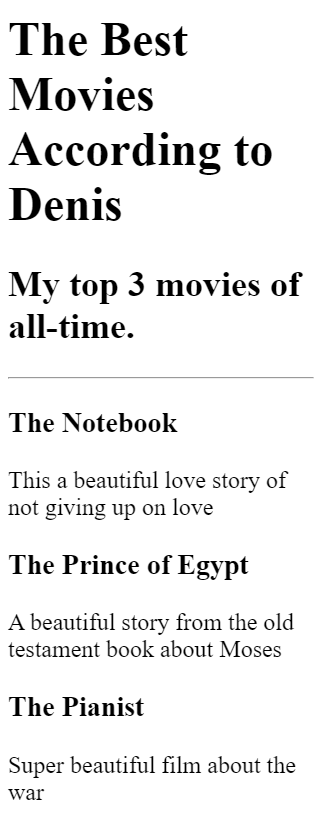 The Best
Movies
According to
Denis
My top 3 movies of
all-time.
The Notebook
This a beautiful love story of
not giving up on love
The Prince of Egypt
A beautiful story from the old
testament book about Moses
The Pianist
Super beautiful film about the
war